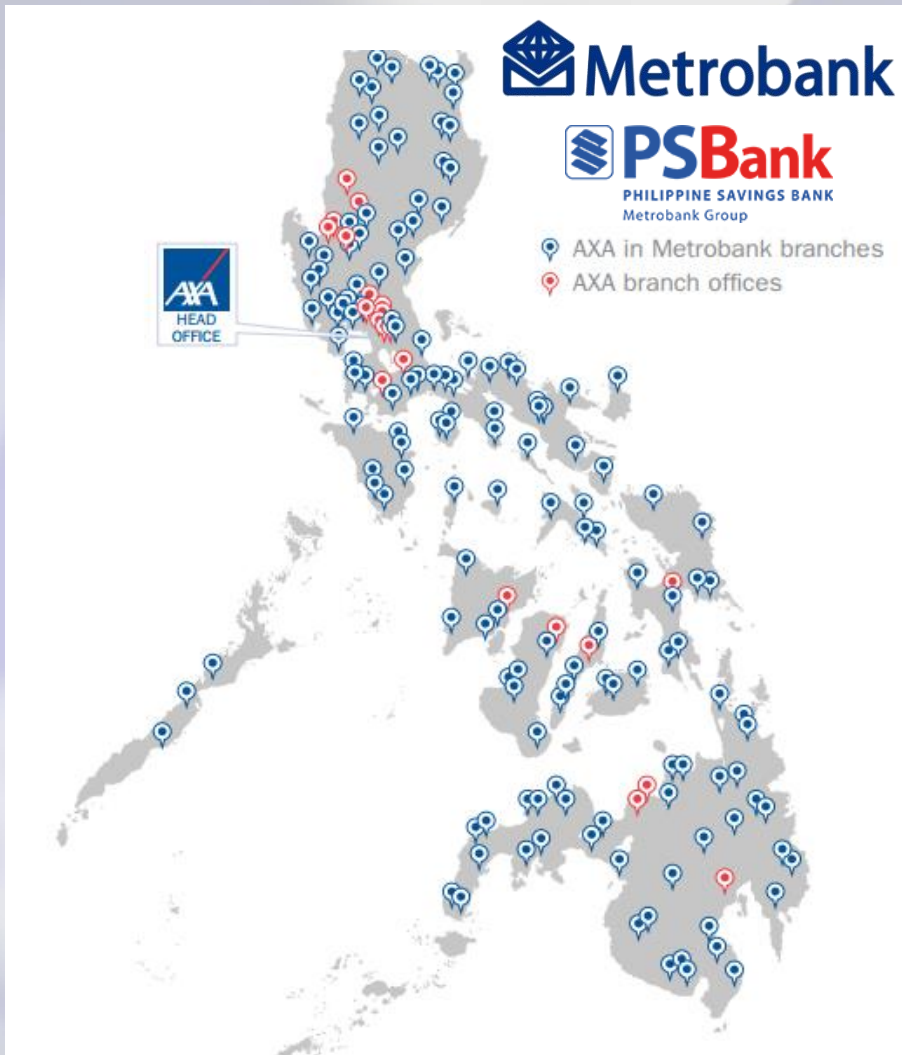 Metrobank
PSBank
PHILIPPINE SAVINGS BANK
Metrobank Group
AXA in Metrobank branches
AXA branch offices
AXA
HEAD
OFFICE